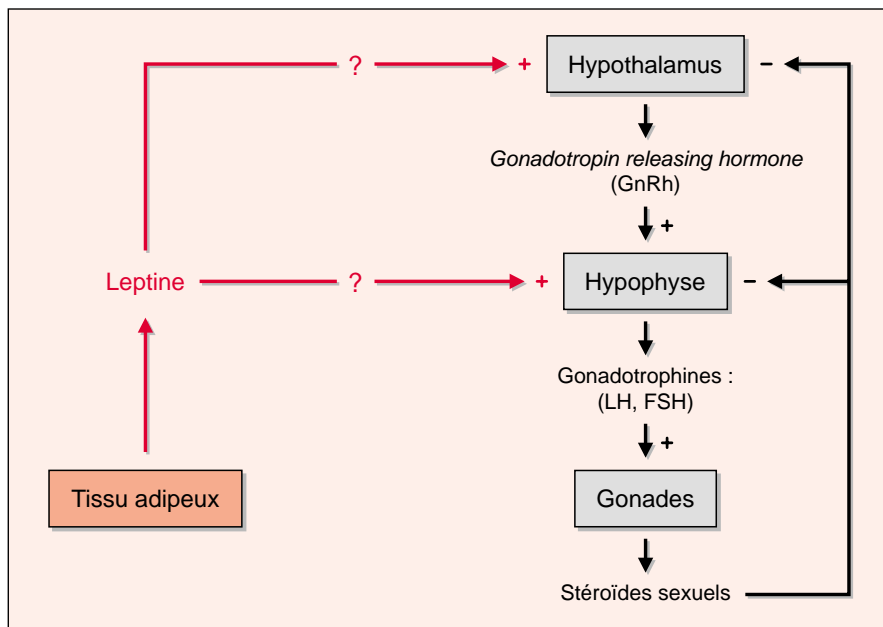 ? + Hypothalamus –
Gonadotropin releasing hormone
(GnRh)
+
Leptine ? + Hypophyse –
Gonadotrophines :
(LH, FSH)
+
Tissu adipeux Gonades
Stéroïdes sexuels